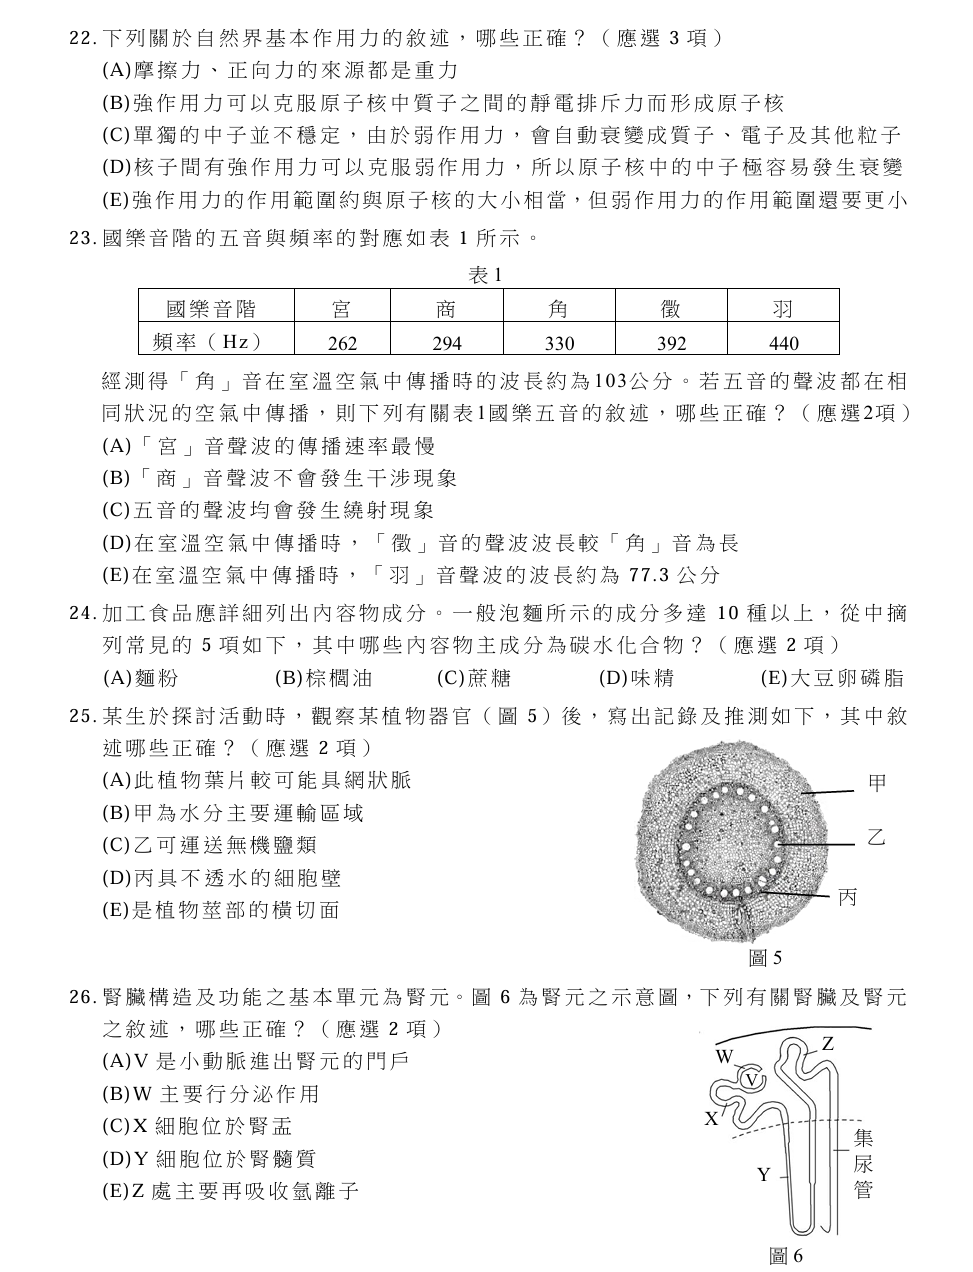 22. 下列關於自然界基本作用力的敘述，哪些正確？（應選 3 項）
(A)摩擦力、正向力的來源都是重力
(B)強作用力可以克服原子核中質子之間的靜電排斥力而形成原子核
(C)單獨的中子並不穩定，由於弱作用力，會自動衰變成質子、電子及其他粒子
(D)核子間有強作用力可以克服弱作用力，所以原子核中的中子極容易發生衰變
(E)強作用力的作用範圍約與原子核的大小相當，但弱作用力的作用範圍還要更小
23. 國樂音階的五音與頻率的對應如表 1 所示。
表 1
國樂音階 宮 商 角 徵 羽
頻率（Hz） 262 294 330 392 440
經測得「角」音在室溫空氣中傳播時的波長約為103公分。若五音的聲波都在相
同狀況的空氣中傳播，則下列有關表1國樂五音的敘述，哪些正確？（應選2項）
(A)「宮」音聲波的傳播速率最慢
(B)「商」音聲波不會發生干涉現象
(C)五音的聲波均會發生繞射現象
(D)在室溫空氣中傳播時，「徵」音的聲波波長較「角」音為長
(E)在室溫空氣中傳播時，「羽」音聲波的波長約為 77.3 公分
24. 加工食品應詳細列出內容物成分。一般泡麵所示的成分多達 10 種以上，從中摘
列常見的 5 項如下，其中哪些內容物主成分為碳水化合物？（應選 2 項）
(A)麵粉 (B)棕櫚油 (C)蔗糖 (D)味精 (E)大豆卵磷脂
25. 某生於探討活動時，觀察某植物器官（圖 5）後，寫出記錄及推測如下，其中敘
述哪些正確？（應選 2 項）
(A)此植物葉片較可能具網狀脈
(B)甲為水分主要運輸區域
(C)乙可運送無機鹽類
(D)丙具不透水的細胞壁
(E)是植物莖部的橫切面
甲
乙
丙
圖 5
26. 腎臟構造及功能之基本單元為腎元。圖 6 為腎元之示意圖，下列有關腎臟及腎元
之敘述，哪些正確？（應選 2 項）
(A)V 是小動脈進出腎元的門戶
(B)W 主要行分泌作用
(C)X 細胞位於腎盂
(D)Y 細胞位於腎髓質
(E)Z 處主要再吸收氫離子
W
Z
V
X
Y
集尿管
圖 6